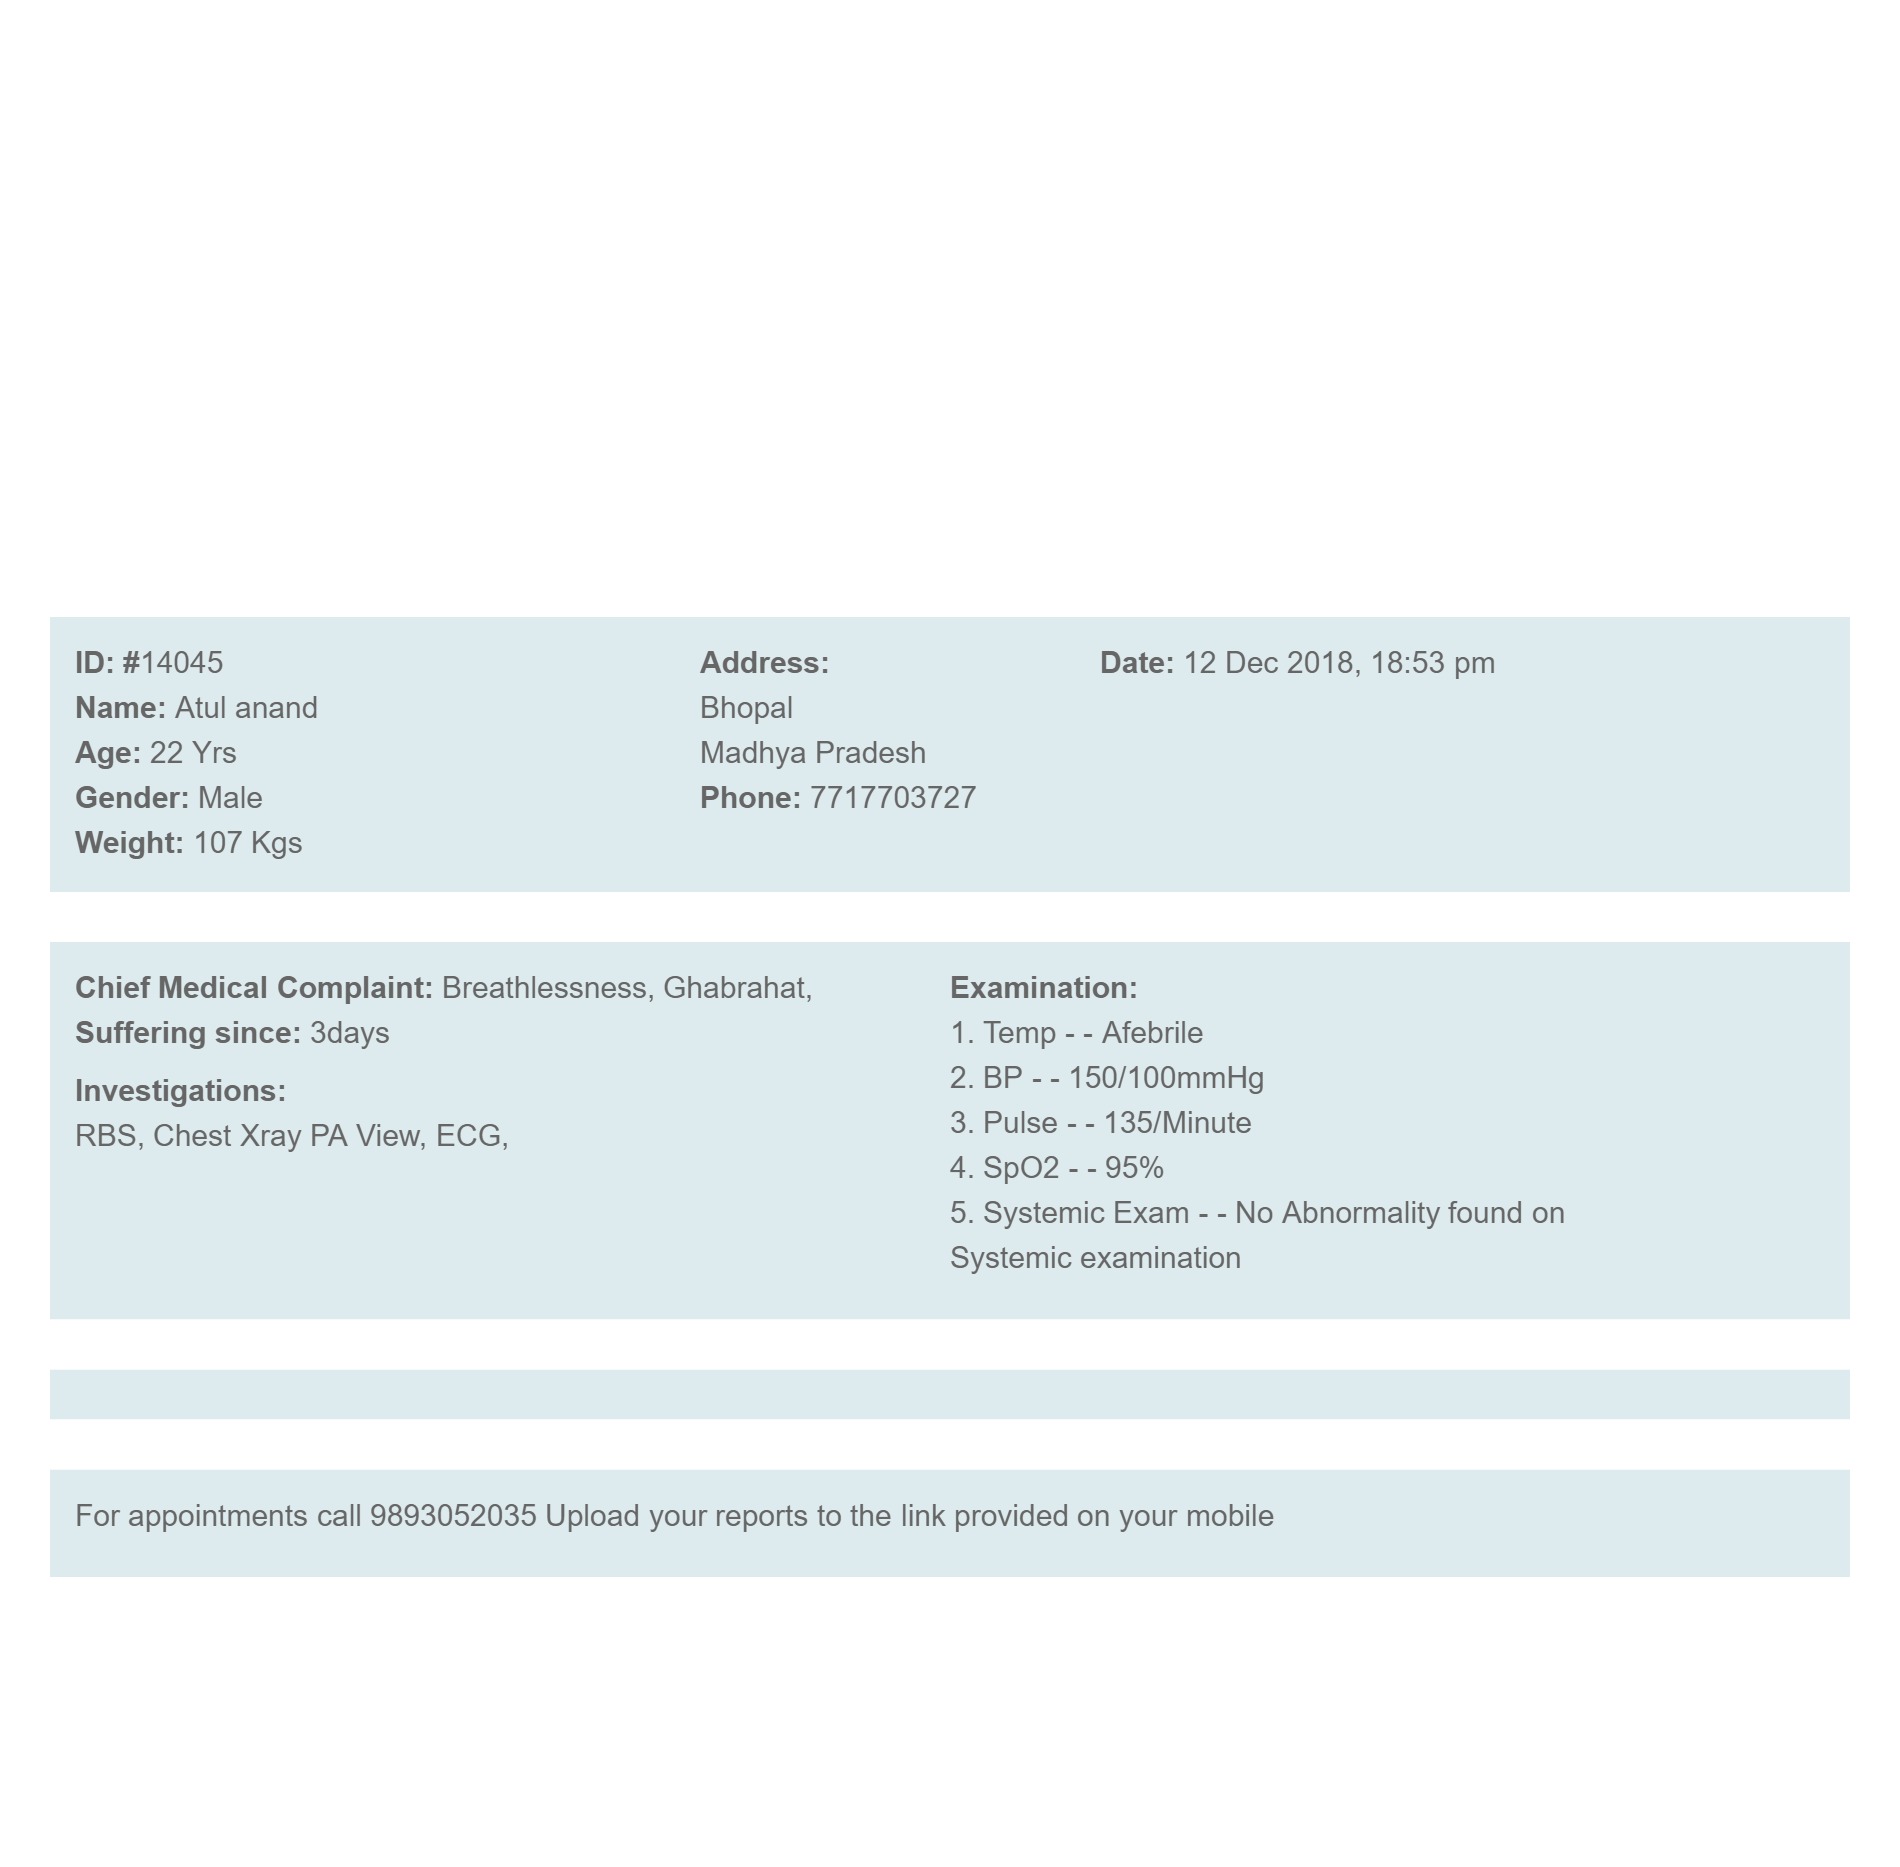 ID: #14045
Name: Atul anand
Age: 22 Yrs
Gender: Male
Weight: 107 Kgs
Address:
Bhopal
Madhya Pradesh
Phone: 7717703727
Date: 12 Dec 2018, 18:53 pm
Chief Medical Complaint: Breathlessness, Ghabrahat,
Suffering since: 3days
Investigations:
RBS, Chest Xray PA View, ECG,
Examination:
1. Temp - - Afebrile
2. BP - - 150/100mmHg
3. Pulse - - 135/Minute
4. SpO2 - - 95%
5. Systemic Exam - - No Abnormality found on
Systemic examination
For appointments call 9893052035 Upload your reports to the link provided on your mobile